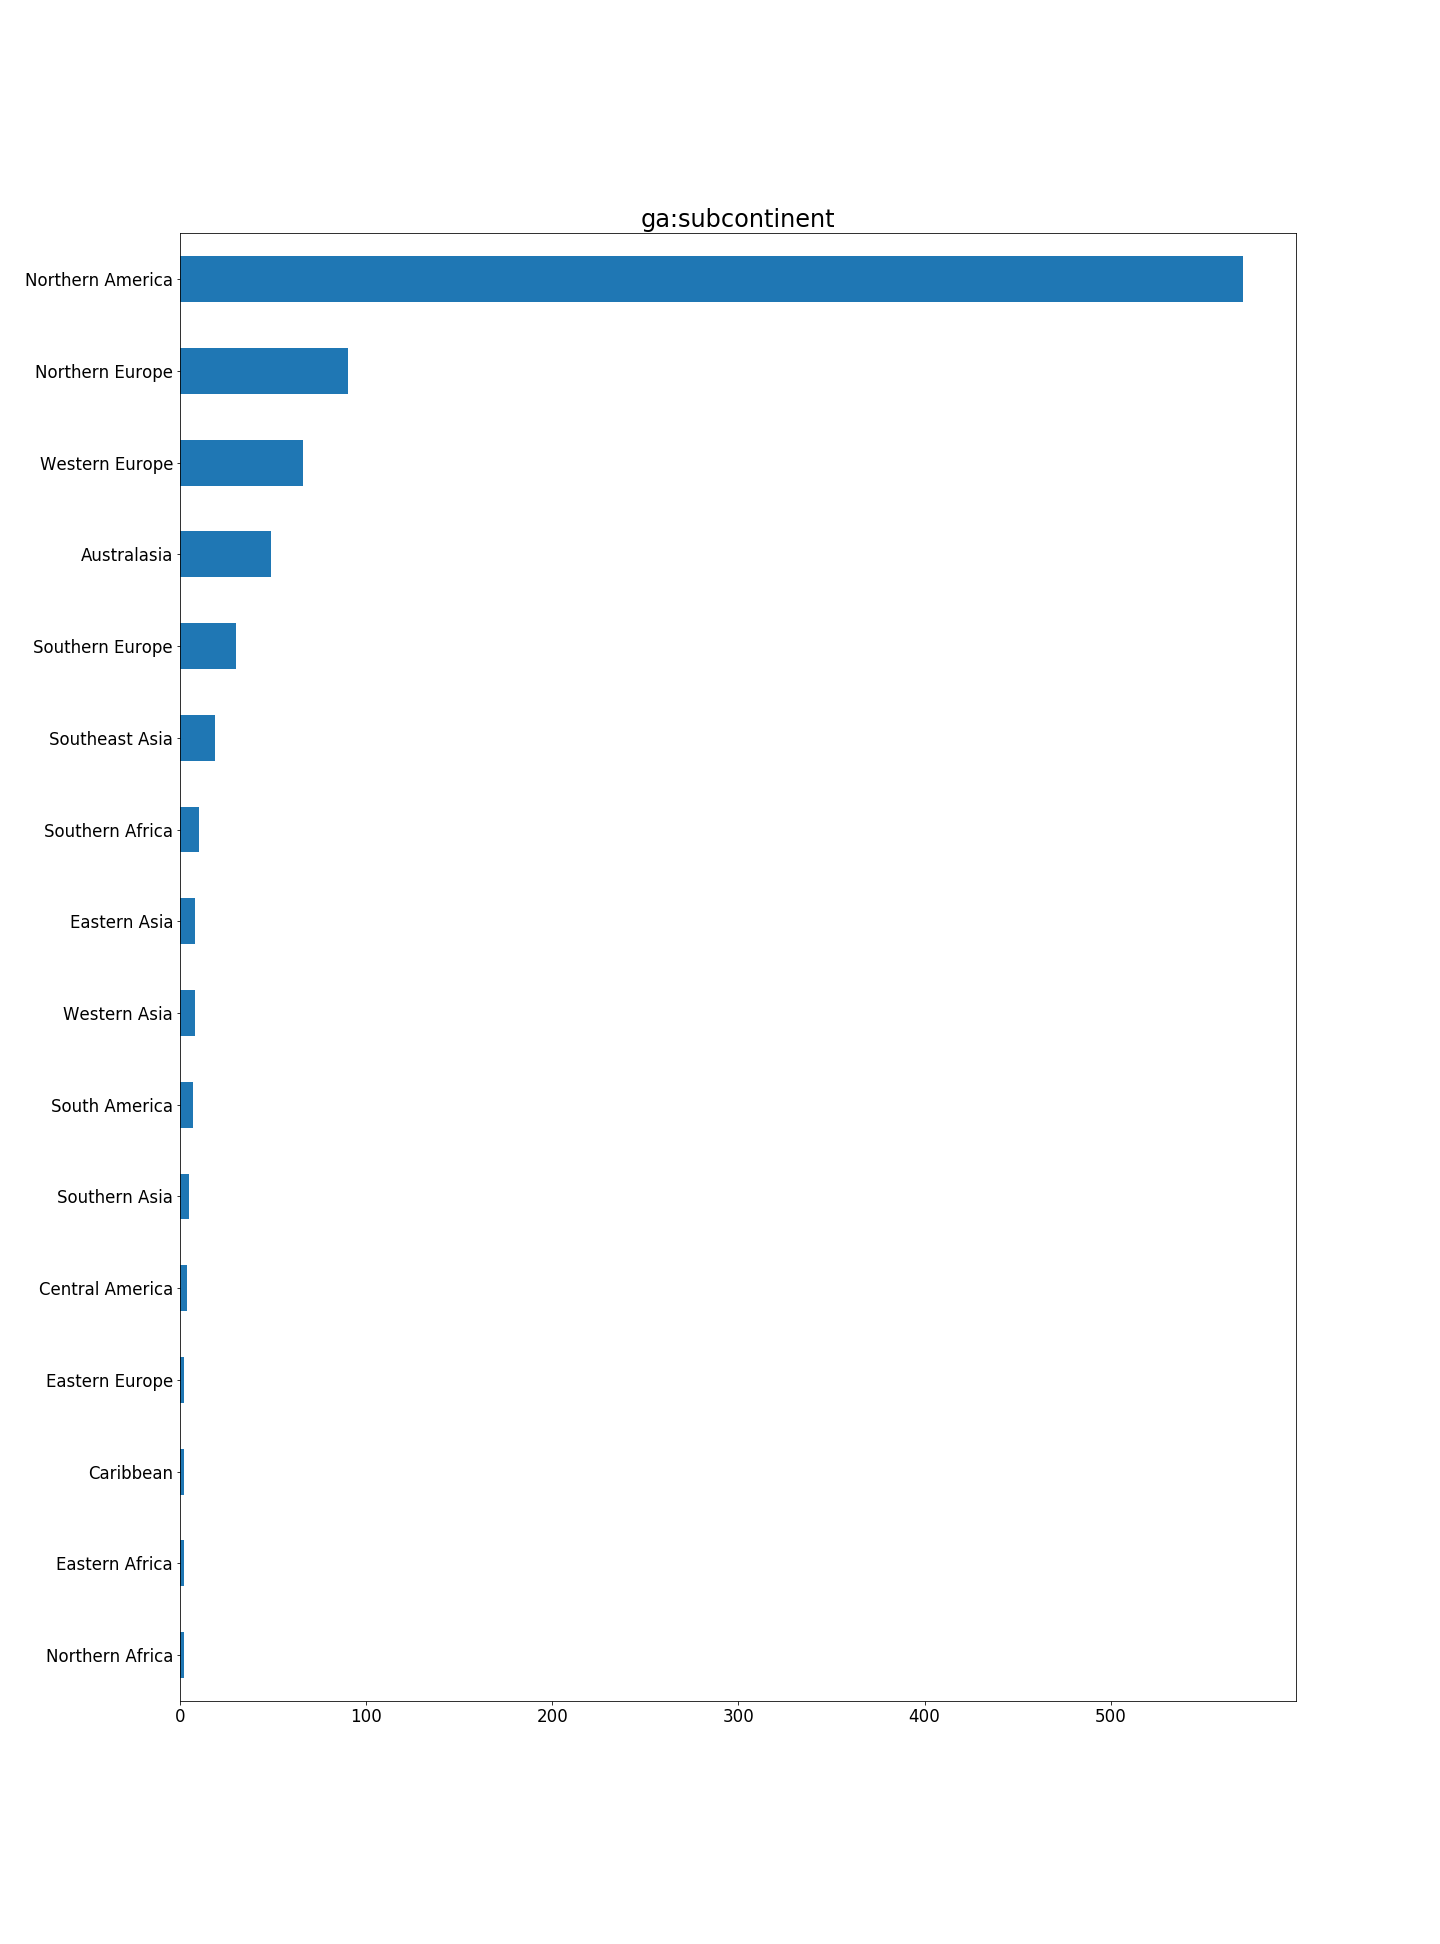 ga:subcontinent
Northern America
Northern Europe
Western Europe
Australasia
Southern Europe
Southeast Asia
Southern Africa
Eastern Asia
Western Asia
South America
Southern Asia
Central America
Eastern Europe
Caribbean
Eastern Africa
Northern Africa
0 100 200 300 400 500